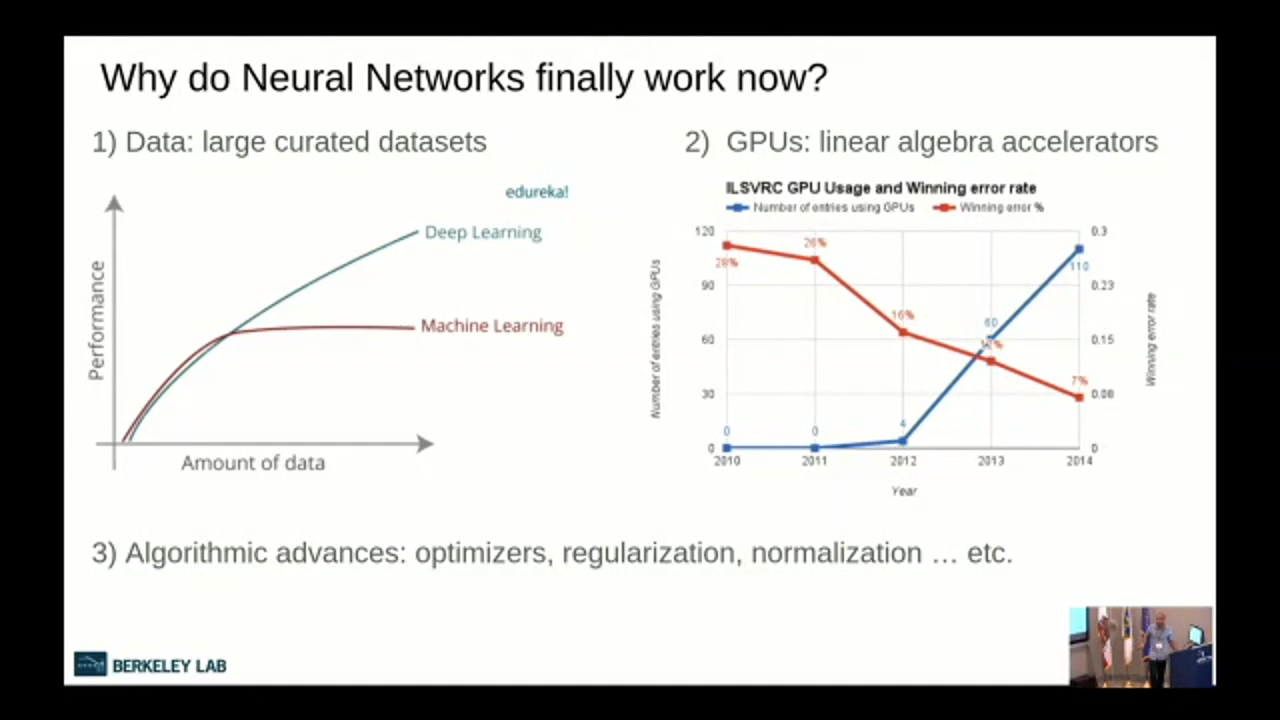 Why do Neural Networks finally work now?
1) Data: large curated datasets
edureka!
Deep Learning
Machine Learning
Performance
Amount of data
2) GPUs: linear algebra accelerators
ILSVRC GPU Usage and Winning error rate
Number of entries using GPUs
Winning error %
120
90
60
30
0
0.3
0.23
0.15
0.08
0
28%
26%
16%
7%
0
0
4
60
110
2010
2011
2012
2013
2014
Number of entries using GPUs
Winning error rate
Year
3) Algorithmic advances: optimizers, regularization, normalization … etc.
BERKELEY LAB